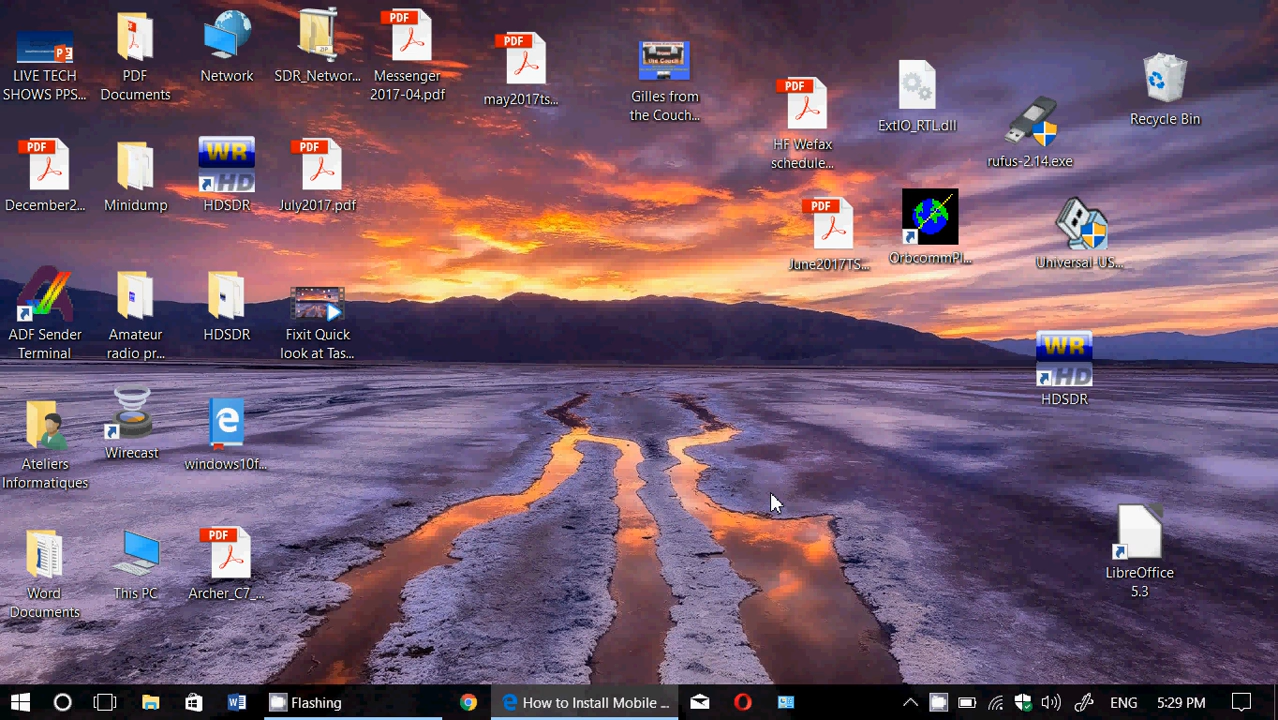 LIVE TECH
SHOWS PPS...
PDF
Documents
Network
SDR_Networ...
PDF
Messenger
2017-04.pdf
PDF
may2017ts...
Gilles from
the Couch...
PDF
HF Wefax
schedule...
ExtIO_RTL.dll
rufus-2.14.exe
Recycle Bin
PDF
December2...
Minidump
WR
HD
HDSDR
PDF
July2017.pdf
PDF
June2017TS...
OrbcommPl...
Universal-US...
ADF Sender
Terminal
Amateur
radio pr...
HDSDR
Fixit Quick
look at Tas...
WR
HD
HDSDR
Ateliers
Informatiques
Wirecast
windows10f...
Word
Documents
This PC
PDF
Archer_C7_...
LibreOffice
5.3
Flashing
How to Install Mobile ...
ENG
5:29 PM